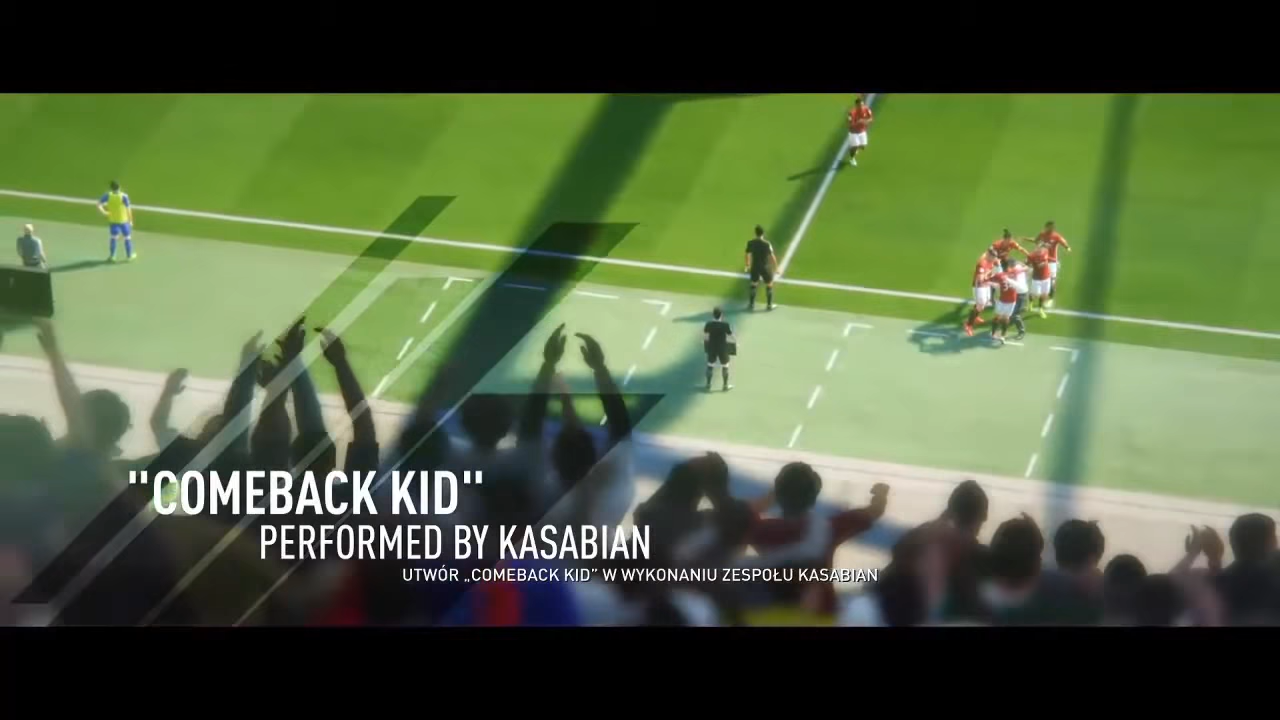 "COMEBACK KID"
PERFORMED BY KASABIAN
UTWÓR „COMEBACK KID” W WYKONANIU ZESPOŁU KASABIAN